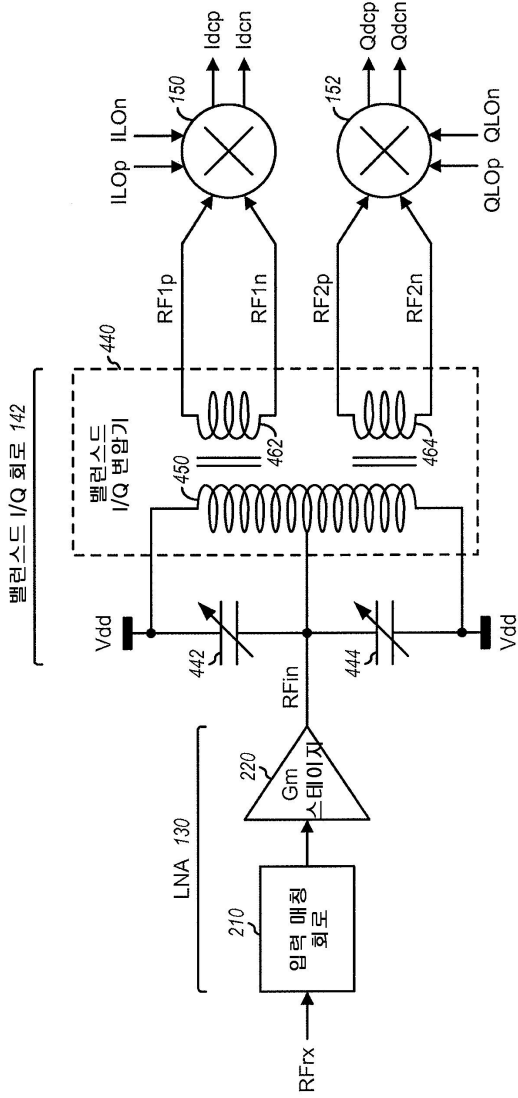 밸런스드 I/Q 회로 142
LNA 130
RFrx
210
입력 매칭
회로
220
Gm
스테이지
RFin
Vdd
442
444
Vdd
440
밸런스드
I/Q 변압기
450
462
464
RF1p
RF1n
RF2p
RF2n
ILOp
ILOn
150
Idcp
Idcn
152
Qdcp
Qdcn
QLOp
QLOn